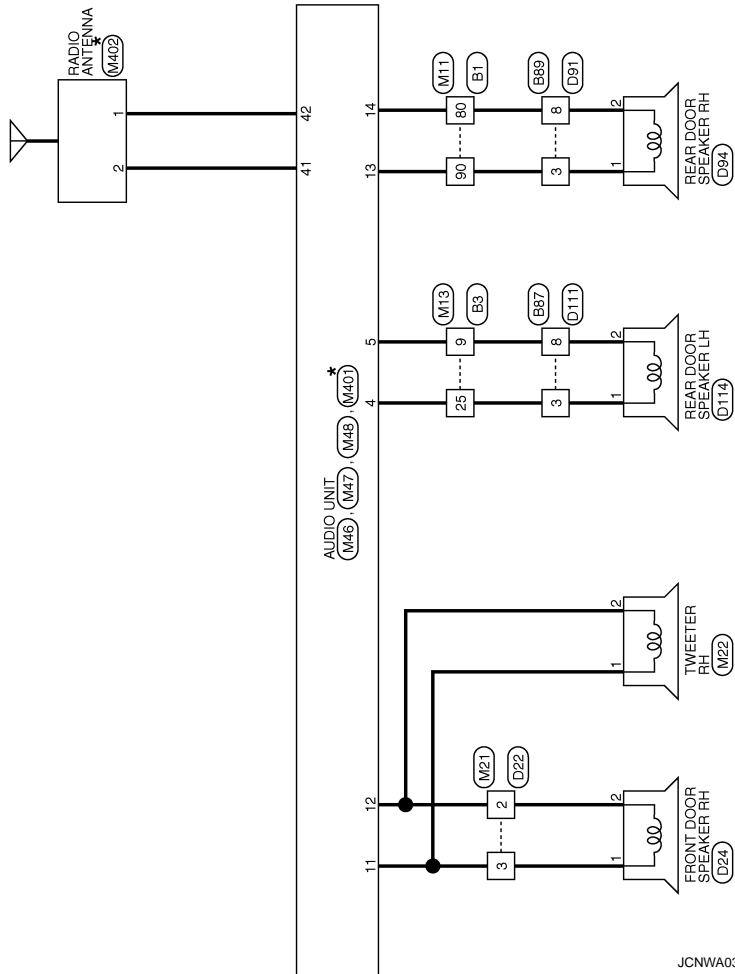 RADIO
ANTENNA
*
M402
1
2
42
41
AUDIO UNIT
M46 , M47 , M48 , M401 *
14
13
5
4
12
11
M11
B1
80
90
B89
D91
8
3
2
1
REAR DOOR
SPEAKER RH
D94
M13
B3
9
25
B87
D111
8
3
2
1
REAR DOOR
SPEAKER LH
D114
2
1
TWEETER
RH
M22
M21
D22
2
3
2
1
FRONT DOOR
SPEAKER RH
D24